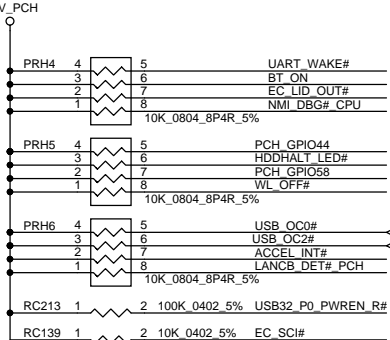 V_PCH
PRH4 4 5 UART_WAKE#
3 6 BT_ON
2 7 EC_LID_OUT#
1 8 NMI_DBG#_CPU
10K_0804_8P4R_5%
PRH5 4 5 PCH_GPIO44
3 6 HDDHALT_LED#
2 7 PCH_GPIO58
1 8 WL_OFF#
10K_0804_8P4R_5%
PRH6 4 5 USB_OC0#
3 6 USB_OC2#
2 7 ACCEL_INT#
1 8 LANCB_DET#_PCH
10K_0804_8P4R_5%
RC213 1 2 100K_0402_5% USB32_P0_PWREN_R#
RC139 1 2 10K_0402_5% EC_SCI#